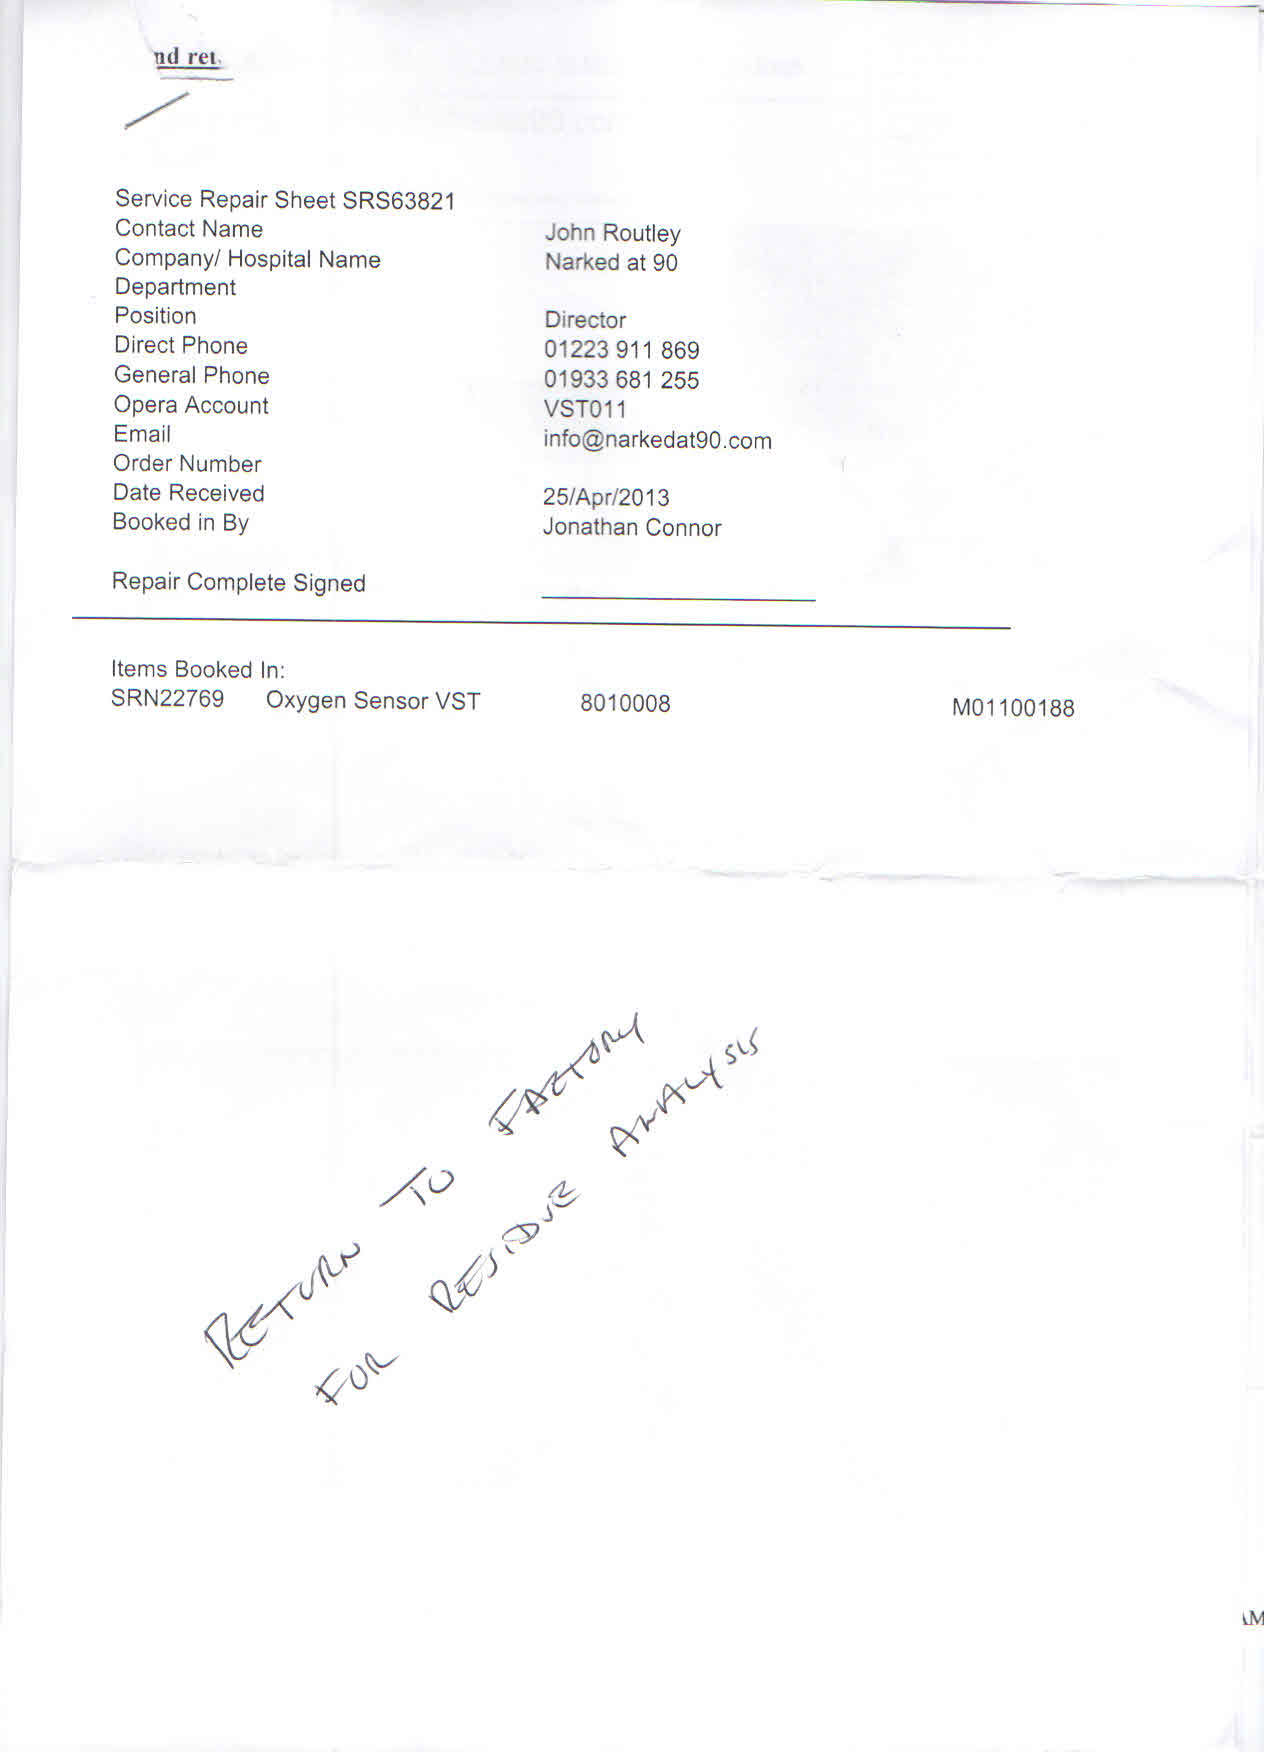 nd ret
Service Repair Sheet SRS63821
Contact Name John Routley
Company/ Hospital Name Narked at 90
Department
Position Director
Direct Phone 01223 911 869
General Phone 01933 681 255
Opera Account VST011
Email info@narkedat90.com
Order Number
Date Received 25/Apr/2013
Booked in By Jonathan Connor
Repair Complete Signed
Items Booked In:
SRN22769 Oxygen Sensor VST 8010008 M01100188
RETURN TO FACTORY
FOR RESIDUE ANALYSIS
AM